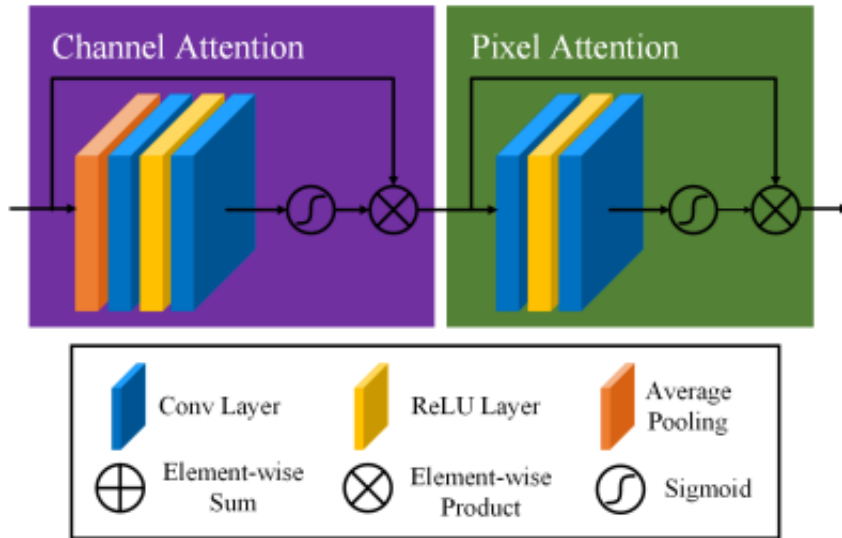 Channel Attention
Pixel Attention
Conv Layer
ReLU Layer
Average
Pooling
Element-wise
Sum
Element-wise
Product
Sigmoid